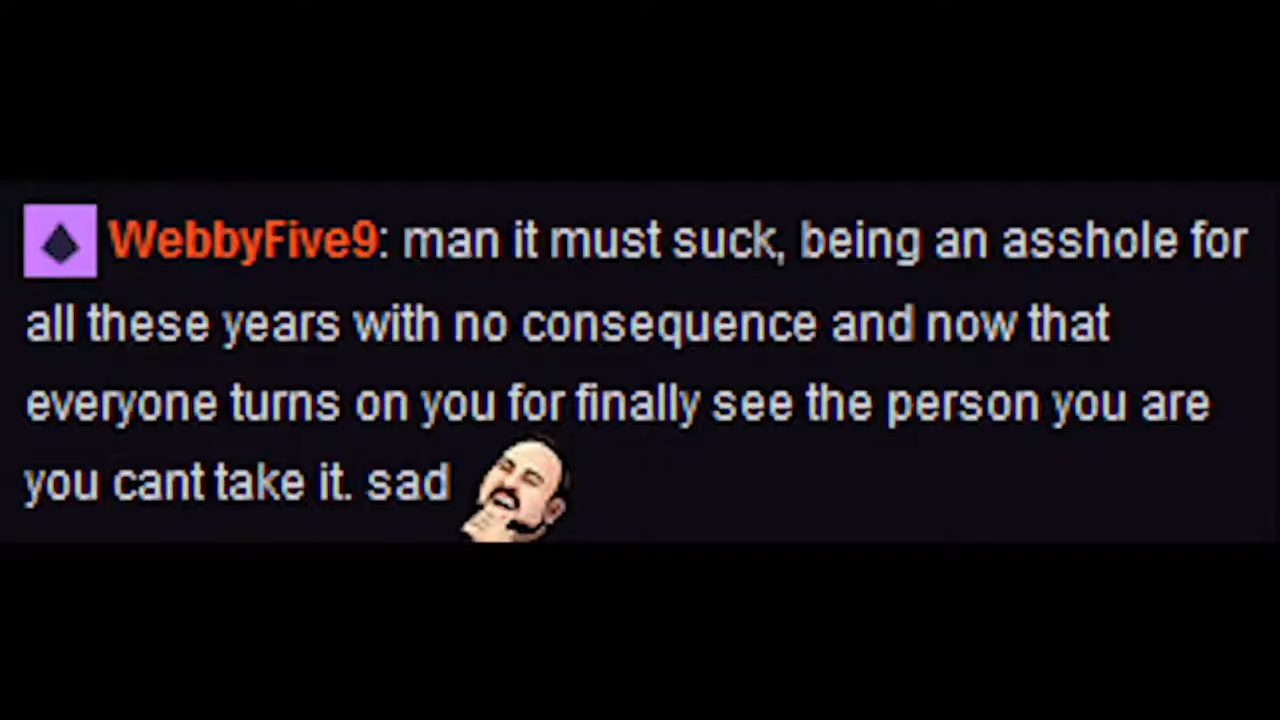 WebbyFive9: man it must suck, being an asshole for
all these years with no consequence and now that
everyone turns on you for finally see the person you are
you cant take it. sad